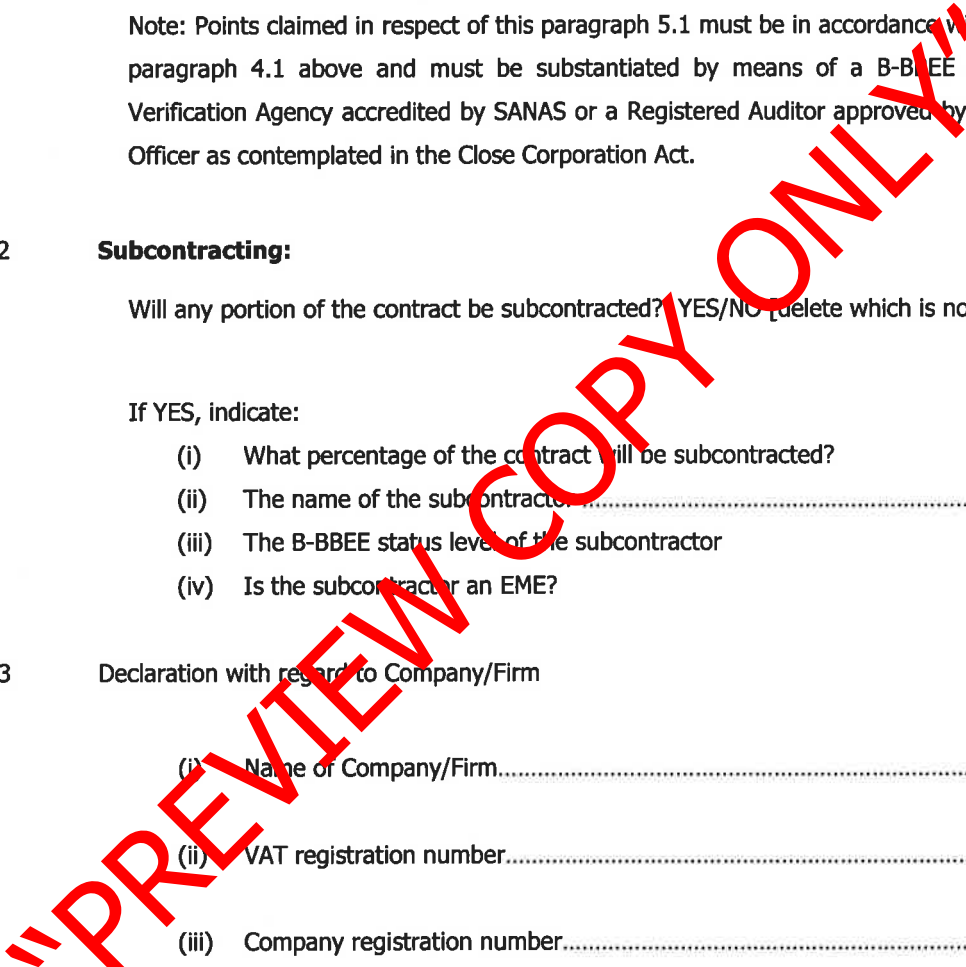 Note: Points claimed in respect of this paragraph 5.1 must be in accordance
paragraph 4.1 above and must be substantiated by means of a B-BBEE
Verification Agency accredited by SANAS or a Registered Auditor approved by
Officer as contemplated in the Close Corporation Act.
2 Subcontracting:
Will any portion of the contract be subcontracted? YES/NO [delete which is no
If YES, indicate:
(i) What percentage of the contract will be subcontracted?
(ii) The name of the subcontractor ................................................
(iii) The B-BBEE status level of the subcontractor
(iv) Is the subcontractor an EME?
3 Declaration with regard to Company/Firm
(i) Name of Company/Firm................................................
(ii) VAT registration number................................................
(iii) Company registration number................................................
"PREVIEW COPY ONLY"